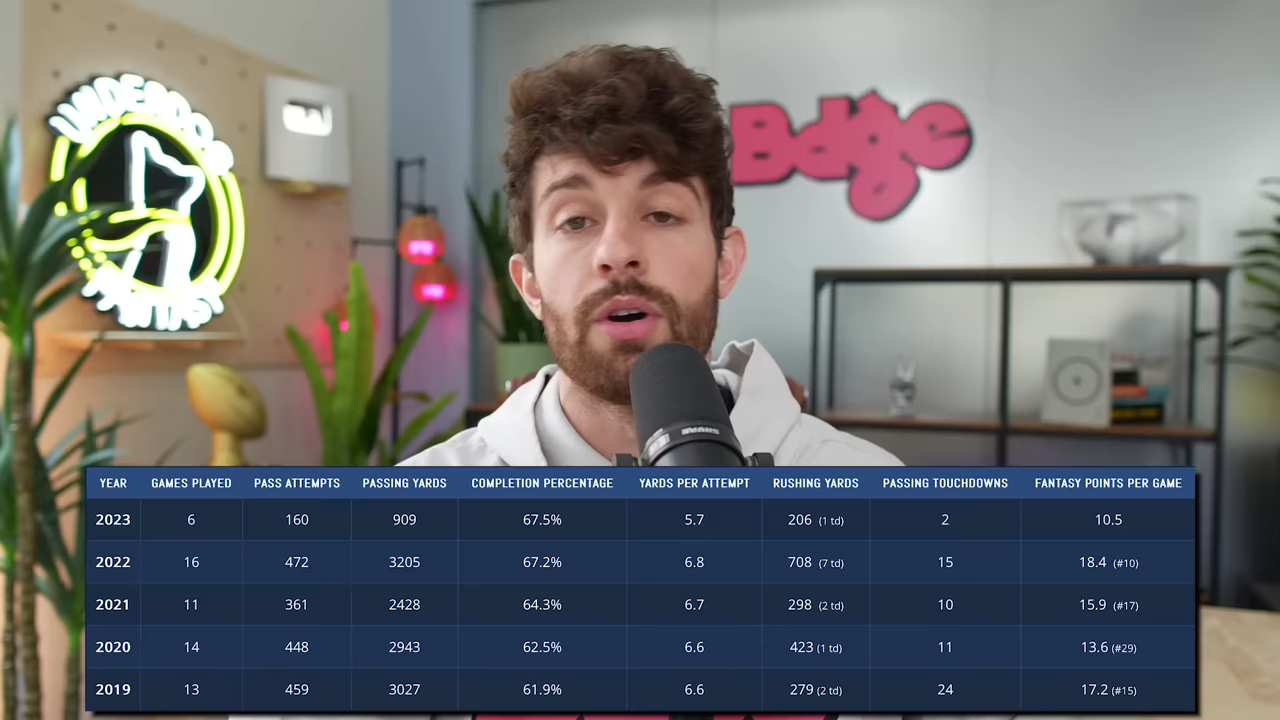 UNDERDOG
FANTASY
Bdge
SHURE
YEAR GAMES PLAYED PASS ATTEMPTS PASSING YARDS COMPLETION PERCENTAGE YARDS PER ATTEMPT RUSHING YARDS PASSING TOUCHDOWNS FANTASY POINTS PER GAME
2023 6 160 909 67.5% 5.7 206 (1 td) 2 10.5
2022 16 472 3205 67.2% 6.8 708 (7 td) 15 18.4 (#10)
2021 11 361 2428 64.3% 6.7 298 (2 td) 10 15.9 (#17)
2020 14 448 2943 62.5% 6.6 423 (1 td) 11 13.6 (#29)
2019 13 459 3027 61.9% 6.6 279 (2 td) 24 17.2 (#15)